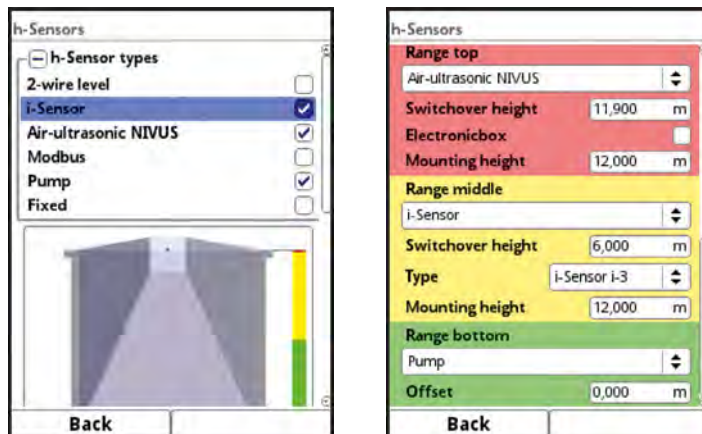 h-Sensors
h-Sensor types
2-wire level
i-Sensor
Air-ultrasonic NIVUS
Modbus
Pump
Fixed
Back
h-Sensors
Range top
Air-ultrasonic NIVUS
Switchover height 11,900 m
Electronicbox
Mounting height 12,000 m
Range middle
i-Sensor
Switchover height 6,000 m
Type i-Sensor i-3
Mounting height 12,000 m
Range bottom
Pump
Offset 0,000 m
Back